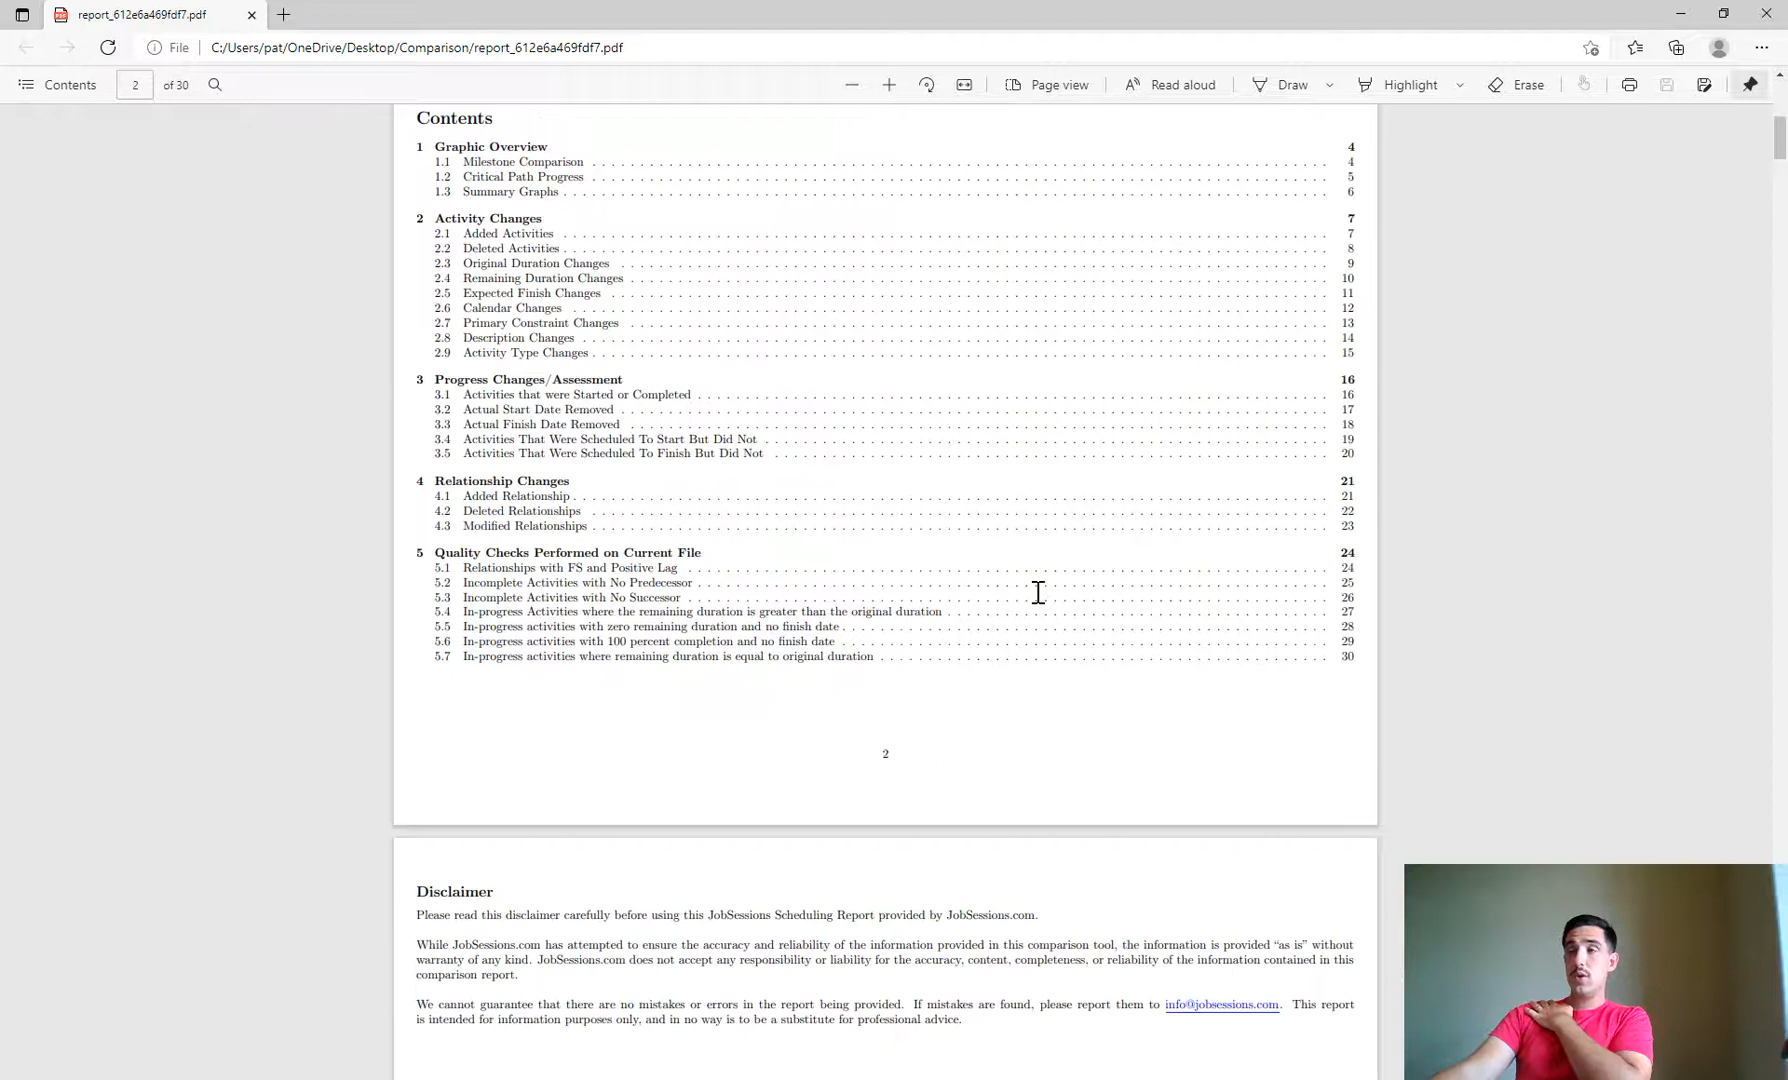 report_612e6a469fdf7.pdf
File C:/Users/pat/OneDrive/Desktop/Comparison/report_612e6a469fdf7.pdf
Contents 2 of 30 Page view Read aloud Draw Highlight Erase
Contents
1 Graphic Overview 4
1.1 Milestone Comparison 4
1.2 Critical Path Progress 5
1.3 Summary Graphs 6
2 Activity Changes 7
2.1 Added Activities 7
2.2 Deleted Activities 8
2.3 Original Duration Changes 9
2.4 Remaining Duration Changes 10
2.5 Expected Finish Changes 11
2.6 Calendar Changes 12
2.7 Primary Constraint Changes 13
2.8 Description Changes 14
2.9 Activity Type Changes 15
3 Progress Changes/Assessment 16
3.1 Activities that were Started or Completed 16
3.2 Actual Start Date Removed 17
3.3 Actual Finish Date Removed 18
3.4 Activities That Were Scheduled To Start But Did Not 19
3.5 Activities That Were Scheduled To Finish But Did Not 20
4 Relationship Changes 21
4.1 Added Relationship 21
4.2 Deleted Relationships 22
4.3 Modified Relationships 23
5 Quality Checks Performed on Current File 24
5.1 Relationships with FS and Positive Lag 24
5.2 Incomplete Activities with No Predecessor 25
5.3 Incomplete Activities with No Successor 26
5.4 In-progress Activities where the remaining duration is greater than the original duration 27
5.5 In-progress activities with zero remaining duration and no finish date 28
5.6 In-progress activities with 100 percent completion and no finish date 29
5.7 In-progress activities where remaining duration is equal to original duration 30
2
Disclaimer
Please read this disclaimer carefully before using this JobSessions Scheduling Report provided by JobSessions.com.
While JobSessions.com has attempted to ensure the accuracy and reliability of the information provided in this comparison tool, the information is provided “as is” without
warranty of any kind. JobSessions.com does not accept any responsibility or liability for the accuracy, content, completeness, or reliability of the information contained in this
comparison report.
We cannot guarantee that there are no mistakes or errors in the report being provided. If mistakes are found, please report them to info@jobsessions.com. This report
is intended for information purposes only, and in no way is to be a substitute for professional advice.